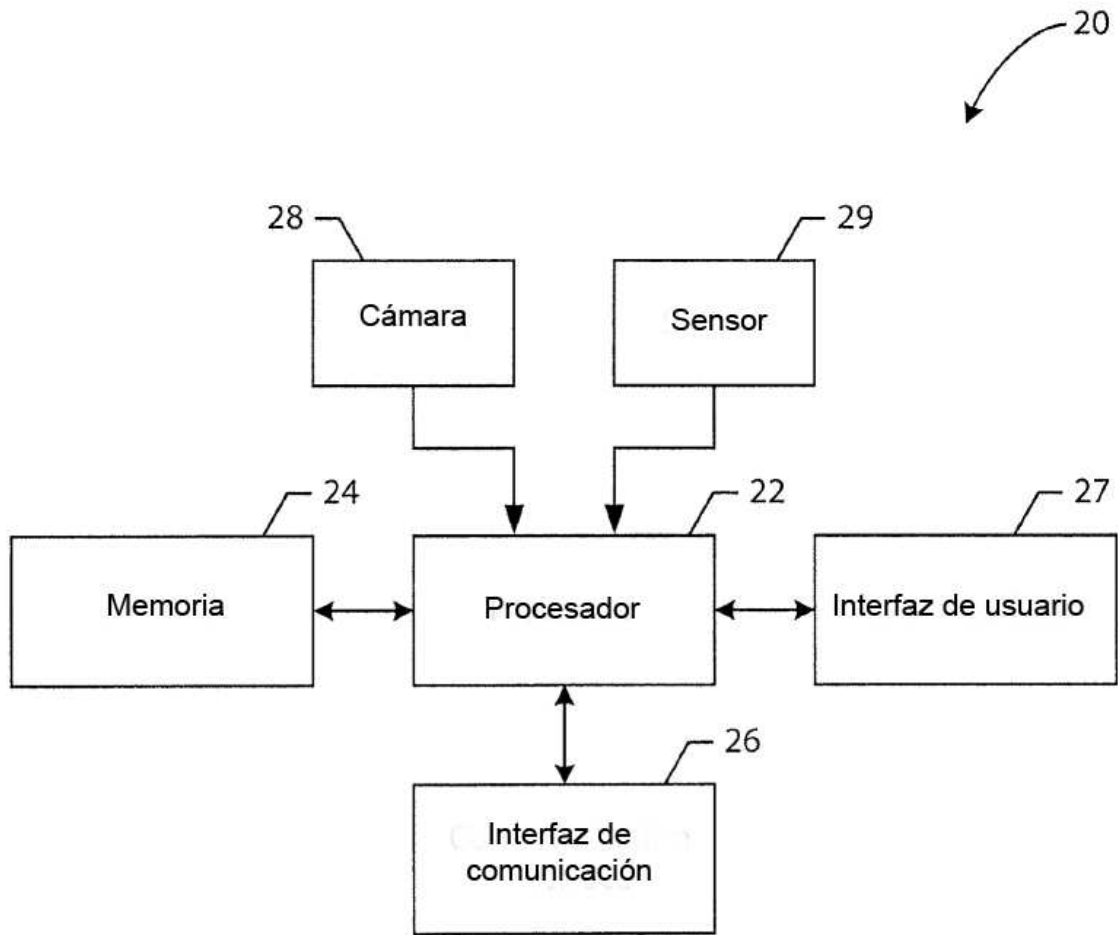 20
28
29
Cámara
Sensor
24
22
27
Memoria
Procesador
Interfaz de usuario
26
Interfaz de
comunicación